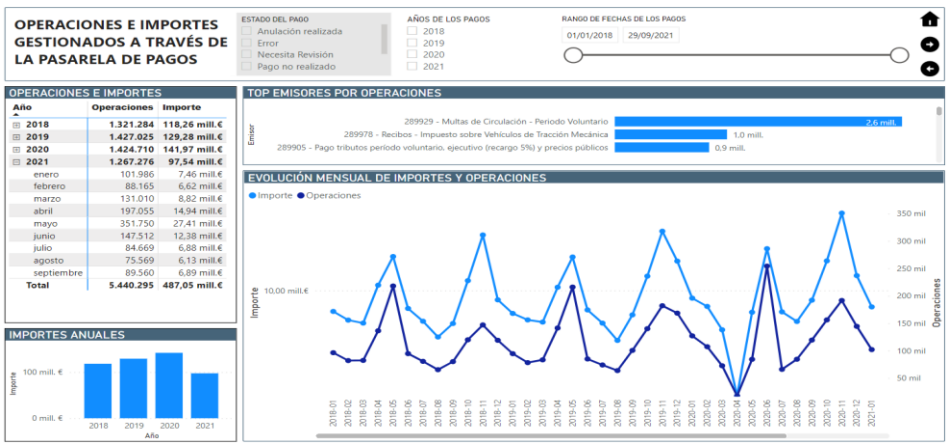 OPERACIONES E IMPORTES
GESTIONADOS A TRAVÉS DE
LA PASARELA DE PAGOS
ESTADO DEL PAGO
Anulación realizada
Error
Necesita Revisión
Pago no realizado
AÑOS DE LOS PAGOS
2018
2019
2020
2021
RANGO DE FECHAS DE LOS PAGOS
01/01/2018 29/09/2021
OPERACIONES E IMPORTES
Año Operaciones Importe
2018 1.321.284 118,26 mill.€
2019 1.427.025 129,28 mill.€
2020 1.424.710 141,97 mill.€
2021 1.267.276 97,54 mill.€
enero 101.986 7,46 mill.€
febrero 88.165 6,62 mill.€
marzo 131.010 8,82 mill.€
abril 197.055 14,94 mill.€
mayo 351.750 27,41 mill.€
junio 147.512 12,38 mill.€
julio 84.669 6,88 mill.€
agosto 75.569 6,13 mill.€
septiembre 89.560 6,89 mill.€
Total 5.440.295 487,05 mill.€
TOP EMISORES POR OPERACIONES
Emisor
289929 - Multas de Circulación - Periodo Voluntario 2,6 mill.
289978 - Recibos - Impuesto sobre Vehículos de Tracción Mecánica 1,0 mill.
289905 - Pago tributos período voluntario, ejecutivo (recargo 5%) y precios públicos 0,9 mill.
EVOLUCIÓN MENSUAL DE IMPORTES Y OPERACIONES
Importe Operaciones
350 mil
300 mil
250 mil
200 mil
150 mil
100 mil
50 mil
10,00 mill.€
Importe
Operaciones
2018-01 2018-02 2018-03 2018-04 2018-05 2018-06 2018-07 2018-08 2018-09 2018-10 2018-11 2018-12 2019-01 2019-02 2019-03 2019-04 2019-05 2019-06 2019-07 2019-08 2019-09 2019-10 2019-11 2019-12 2020-01 2020-02 2020-03 2020-04 2020-05 2020-06 2020-07 2020-08 2020-09 2020-10 2020-11 2020-12 2021-01
IMPORTES ANUALES
Importe
100 mill. €
0 mill. €
2018 2019 2020 2021
Año